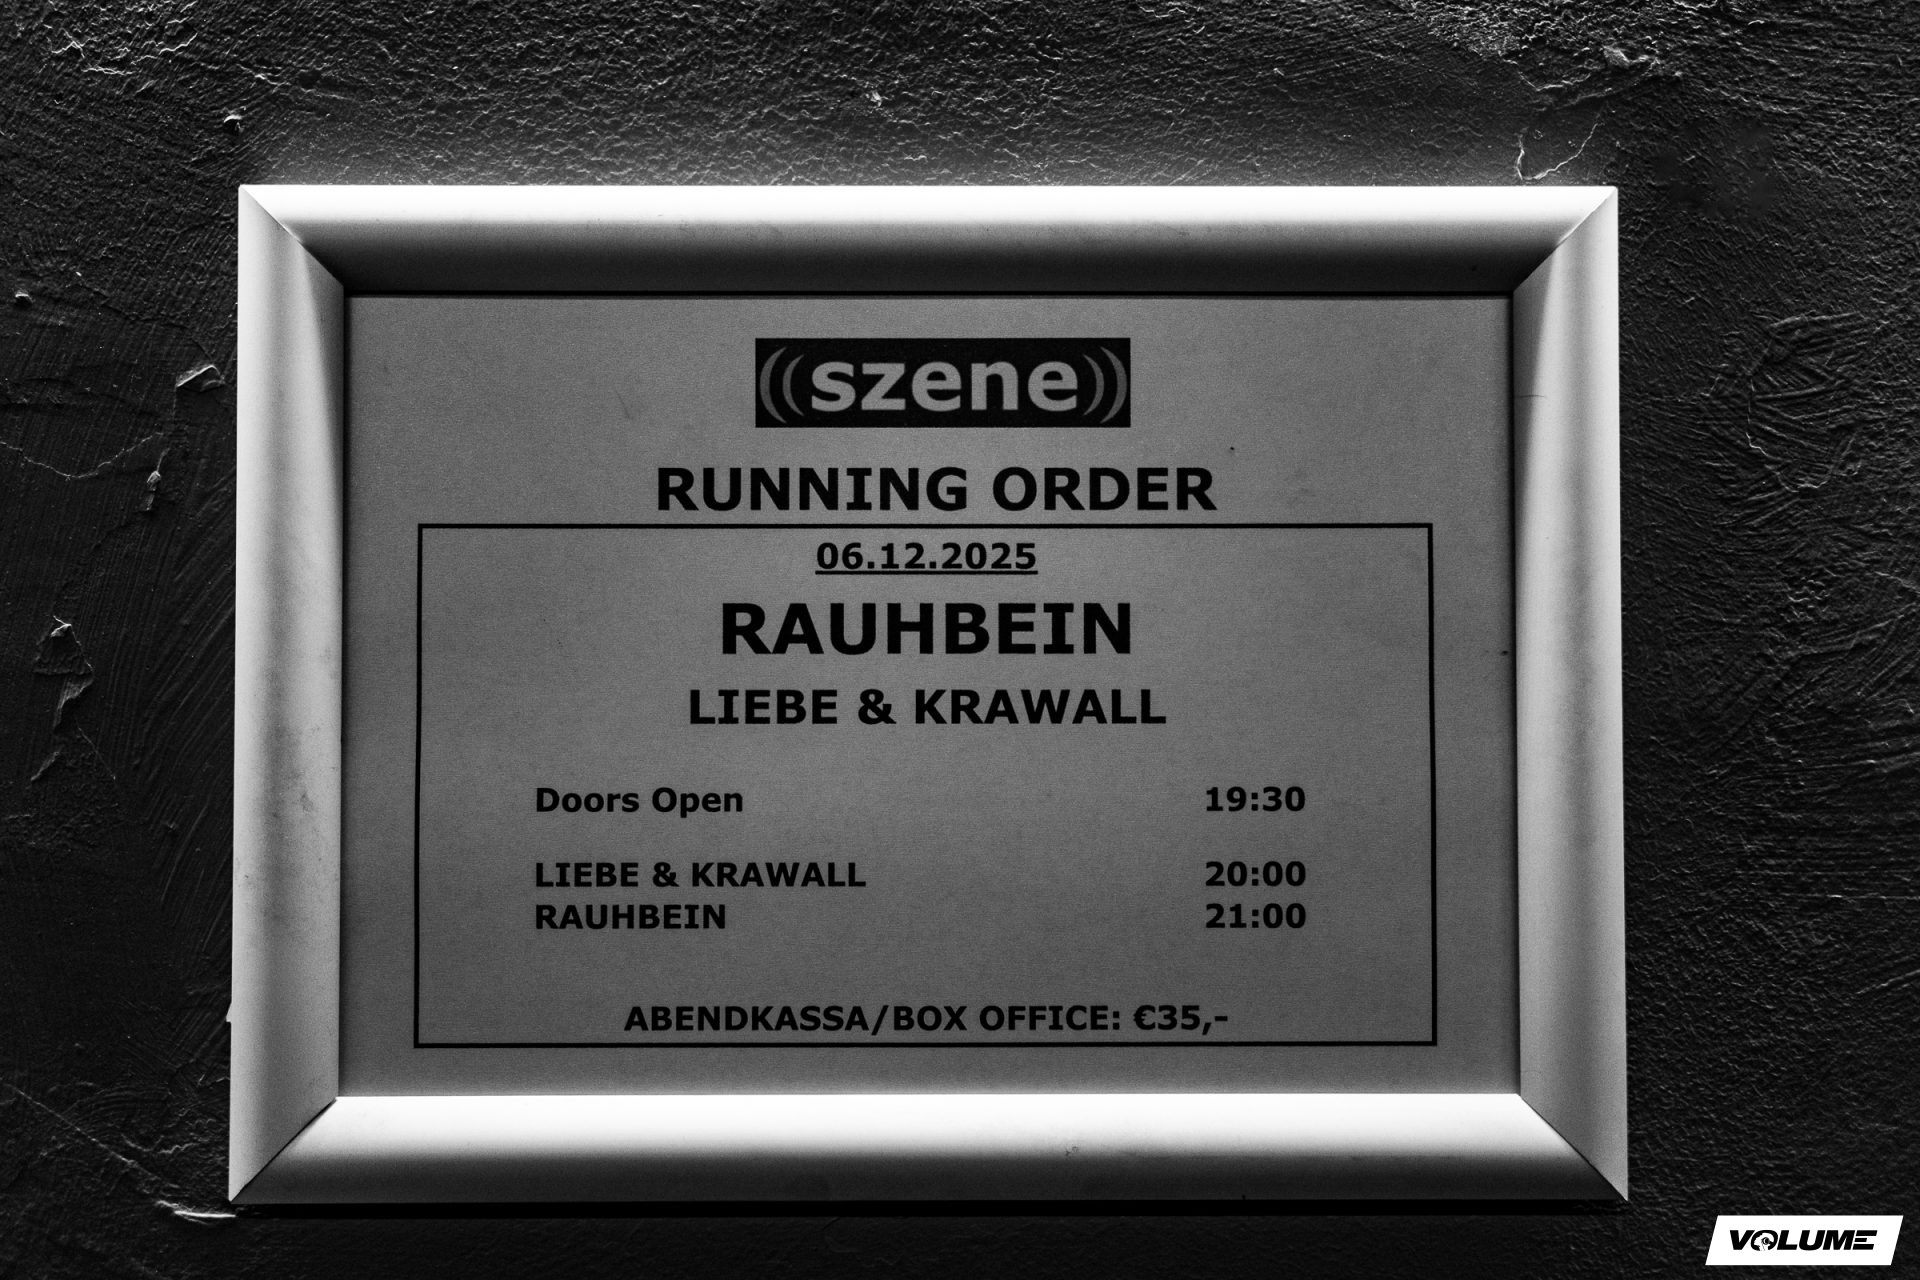 ((szene))
RUNNING ORDER
06.12.2025
RAUHBEIN
LIEBE & KRAWALL
Doors Open 19:30
LIEBE & KRAWALL 20:00
RAUHBEIN 21:00
ABENDKASSA/BOX OFFICE: €35,-
VOLUME